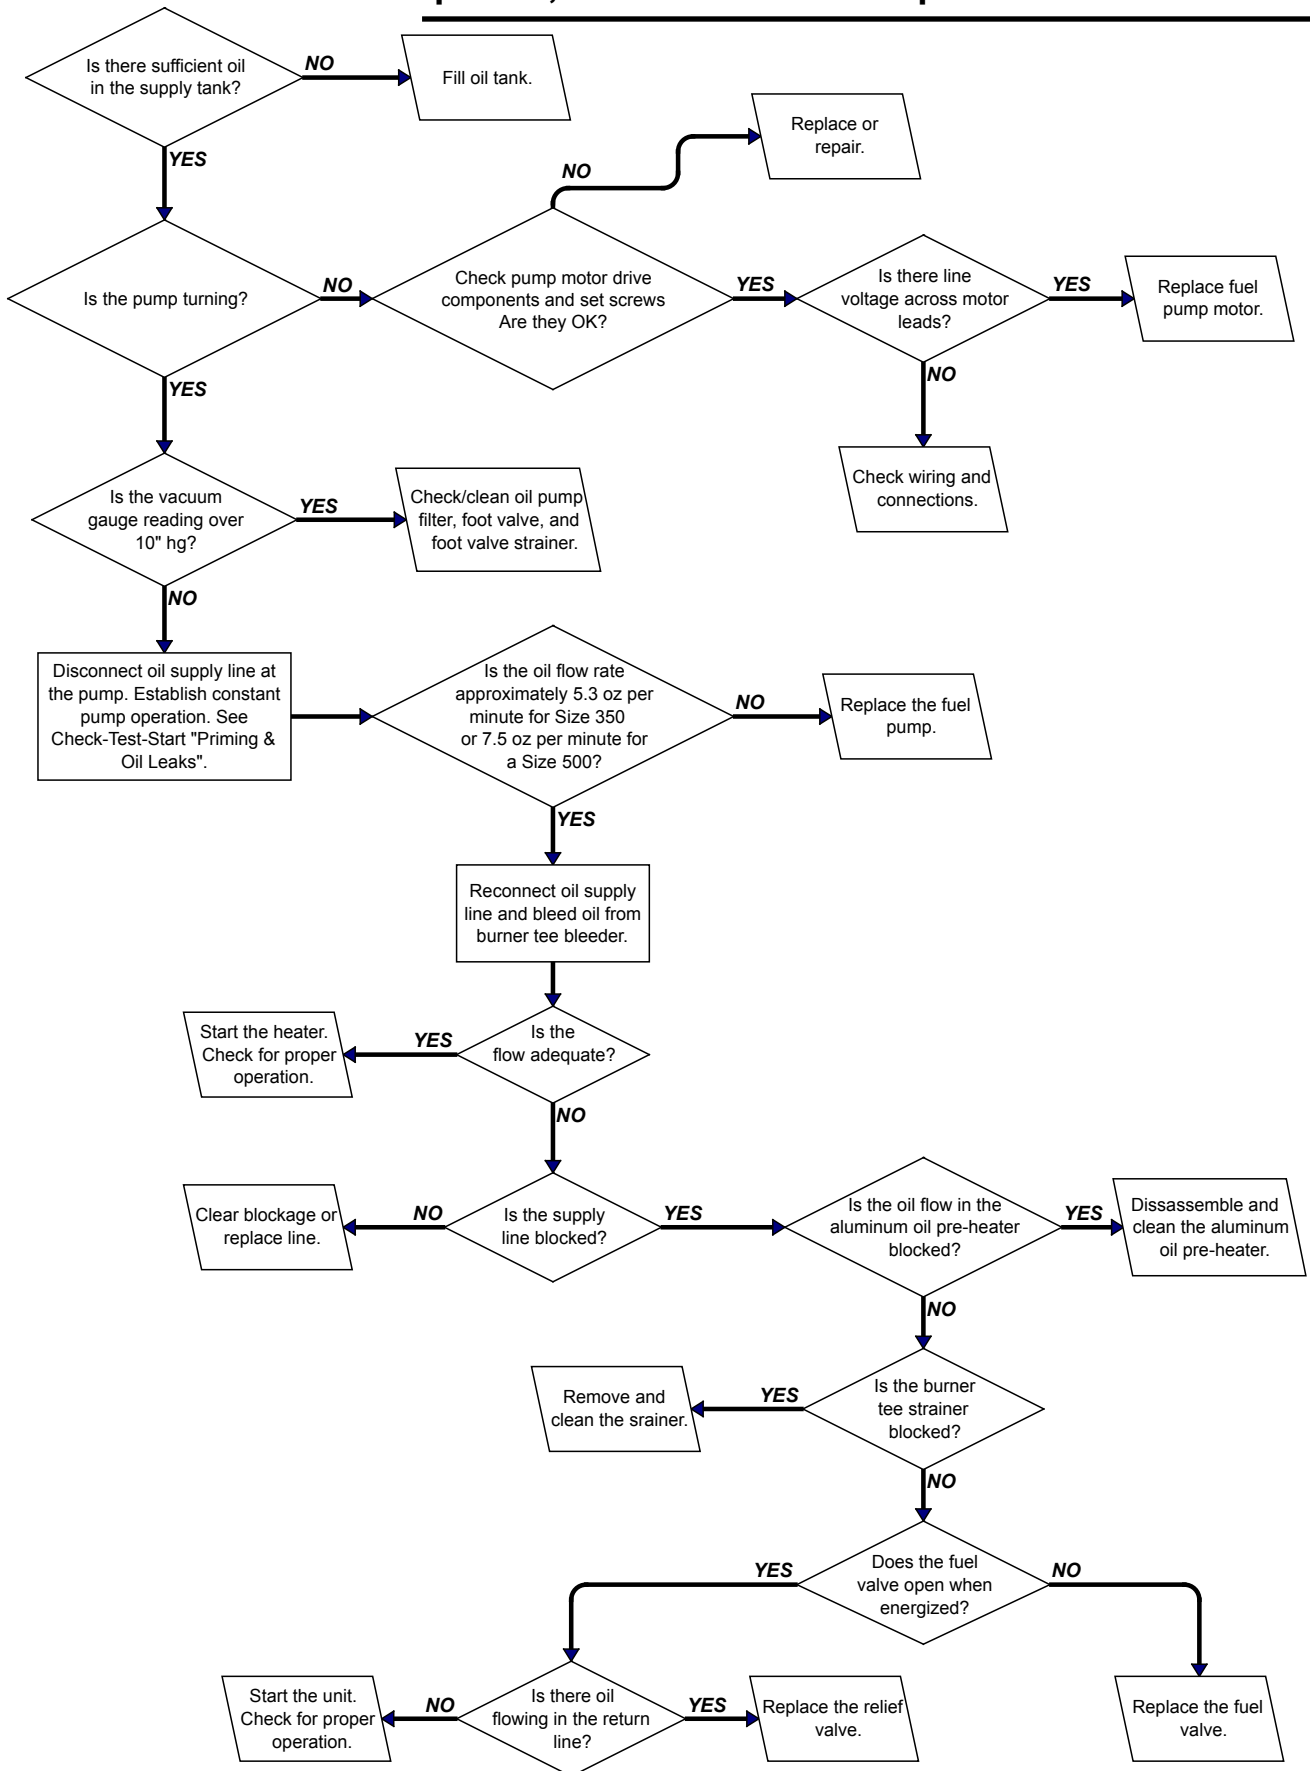 Is there sufficient oil
in the supply tank?
NO
Fill oil tank.
YES
Replace or
repair.
NO
Is the pump turning?
NO
Check pump motor drive
components and set screws
Are they OK?
YES
Is there line
voltage across motor
leads?
YES
Replace fuel
pump motor.
YES
NO
Is the vacuum
gauge reading over
10" hg?
YES
Check/clean oil pump
filter, foot valve, and
foot valve strainer.
Check wiring and
connections.
NO
Disconnect oil supply line at
the pump. Establish constant
pump operation. See
Check-Test-Start "Priming &
Oil Leaks".
Is the oil flow rate
approximately 5.3 oz per
minute for Size 350
or 7.5 oz per minute for
a Size 500?
NO
Replace the fuel
pump.
YES
Reconnect oil supply
line and bleed oil from
burner tee bleeder.
Start the heater.
Check for proper
operation.
YES
Is the
flow adequate?
NO
Clear blockage or
replace line.
NO
Is the supply
line blocked?
YES
Is the oil flow in the
aluminum oil pre-heater
blocked?
YES
Dissassemble and
clean the aluminum
oil pre-heater.
NO
Remove and
clean the srainer.
YES
Is the burner
tee strainer
blocked?
NO
YES
Does the fuel
valve open when
energized?
NO
Start the unit.
Check for proper
operation.
NO
Is there oil
flowing in the return
line?
YES
Replace the relief
valve.
Replace the fuel
valve.